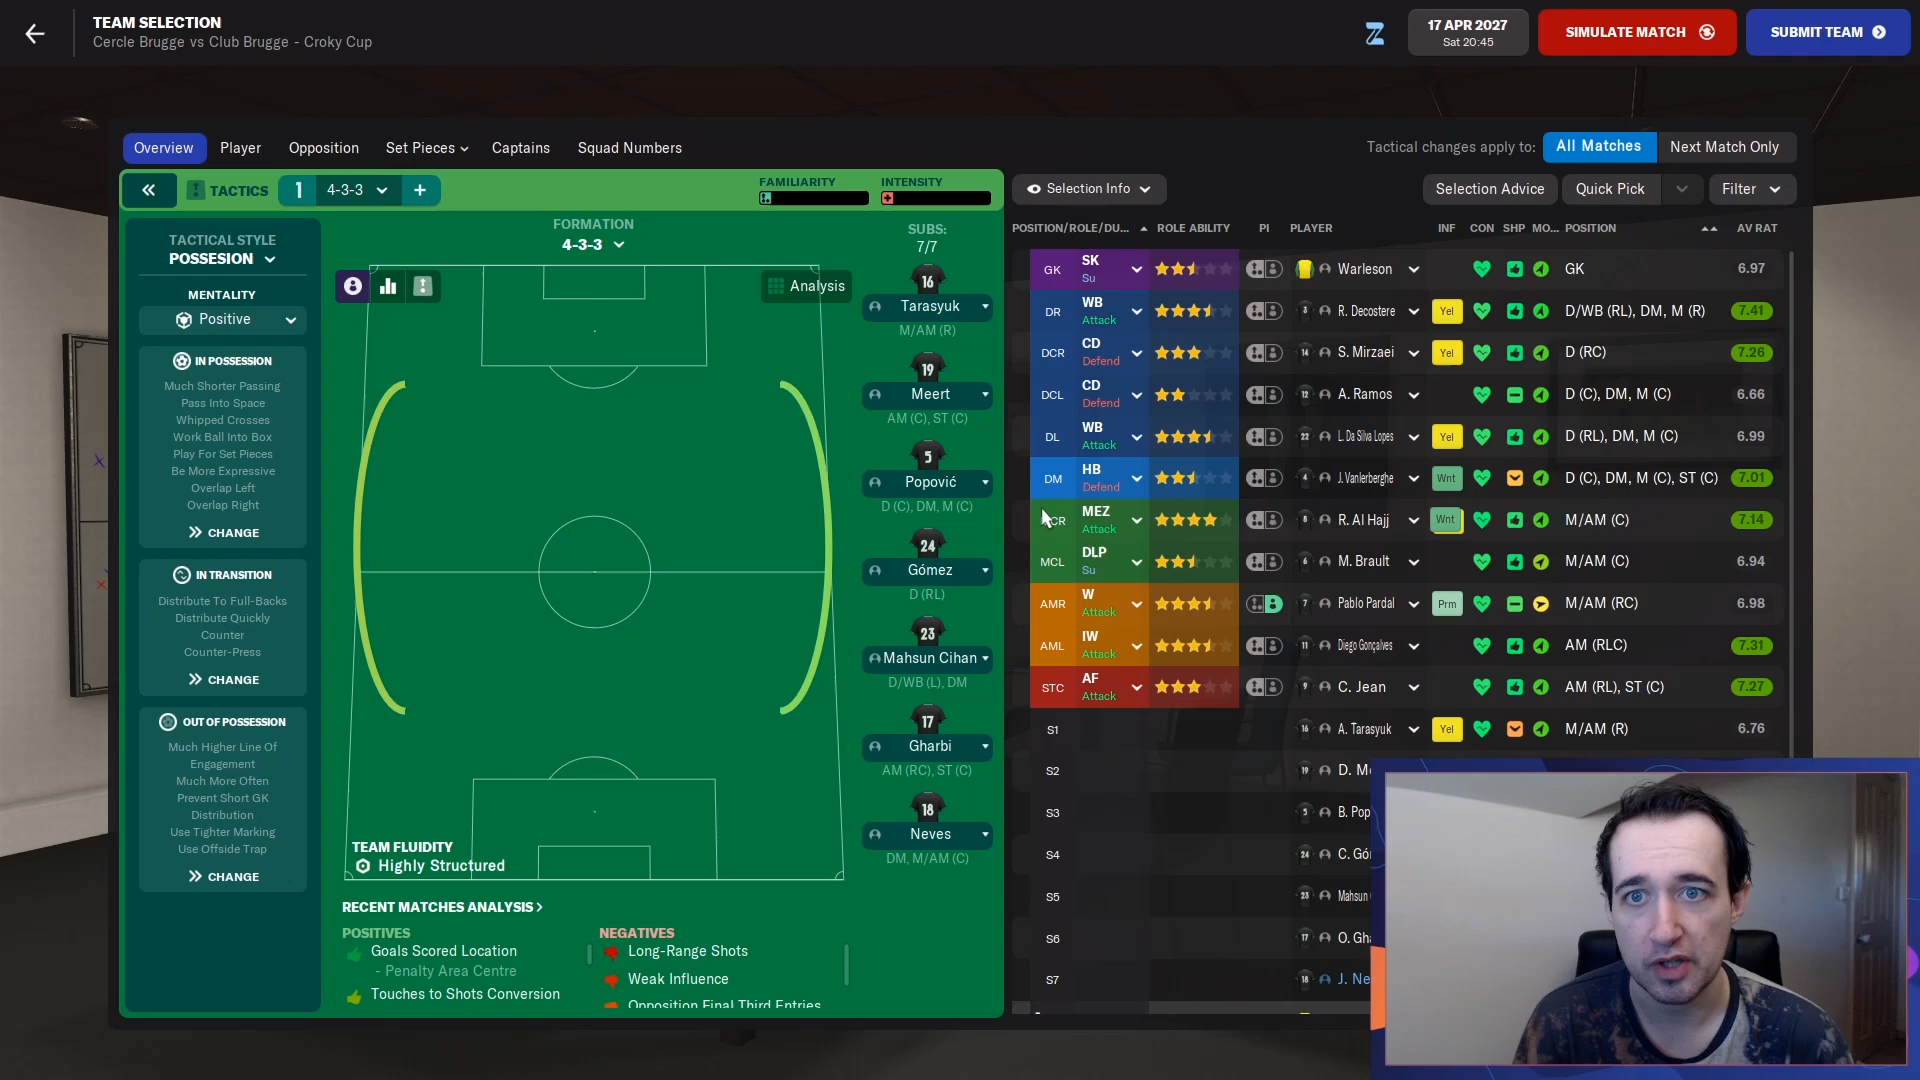 TEAM SELECTION
Cercle Brugge vs Club Brugge - Croky Cup
17 APR 2027
Sat 20:45
SIMULATE MATCH
SUBMIT TEAM
Overview
Player
Opposition
Set Pieces
Captains
Squad Numbers
Tactical changes apply to:
All Matches
Next Match Only
TACTICS
1
4-3-3
+
FAMILIARITY
INTENSITY
Selection Info
Selection Advice
Quick Pick
Filter
TACTICAL STYLE
POSSESION
MENTALITY
Positive
IN POSSESSION
Much Shorter Passing
Pass Into Space
Whipped Crosses
Work Ball Into Box
Play For Set Pieces
Be More Expressive
Overlap Left
Overlap Right
CHANGE
IN TRANSITION
Distribute To Full-Backs
Distribute Quickly
Counter
Counter-Press
CHANGE
OUT OF POSSESSION
Much Higher Line Of
Engagement
Much More Often
Prevent Short GK
Distribution
Use Tighter Marking
Use Offside Trap
CHANGE
FORMATION
4-3-3
Analysis
TEAM FLUIDITY
Highly Structured
RECENT MATCHES ANALYSIS
POSITIVES
Goals Scored Location
- Penalty Area Centre
Touches to Shots Conversion
NEGATIVES
Long-Range Shots
Weak Influence
Opposition Final Third Entries
SUBS:
7/7
16
Tarasyuk
M/AM (R)
19
Meert
AM (C), ST (C)
5
Popović
D (C), DM, M (C)
24
Gómez
D (RL)
23
Mahsun Cihan
D/WB (L), DM
17
Gharbi
AM (RC), ST (C)
18
Neves
DM, M/AM (C)
POSITION/ROLE/DU... ROLE ABILITY PI PLAYER INF CON SHP MO... POSITION AV RAT
GK SK Su Warleson GK 6.97
DR WB Attack 3 R. Decostere Yel D/WB (RL), DM, M (R) 7.41
DCR CD Defend 14 S. Mirzaei Yel D (RC) 7.26
DCL CD Defend 12 A. Ramos D (C), DM, M (C) 6.66
DL WB Attack 22 L. Da Silva Lopes Yel D (RL), DM, M (C) 6.99
DM HB Defend 4 J. Vanlerberghe Wnt D (C), DM, M (C), ST (C) 7.01
CR MEZ Attack 8 R. Al Hajj Wnt M/AM (C) 7.14
MCL DLP Su 6 M. Brault M/AM (C) 6.94
AMR W Attack 7 Pablo Pardal Prm M/AM (RC) 6.98
AML IW Attack 11 Diego Gonçalves AM (RLC) 7.31
STC AF Attack 9 C. Jean AM (RL), ST (C) 7.27
S1 16 A. Tarasyuk Yel M/AM (R) 6.76
S2 19 D. M
S3 5 B. Pop
S4 24 C. Gó
S5 23 Mahsun
S6 17 O. Gh
S7 18 J. Ne